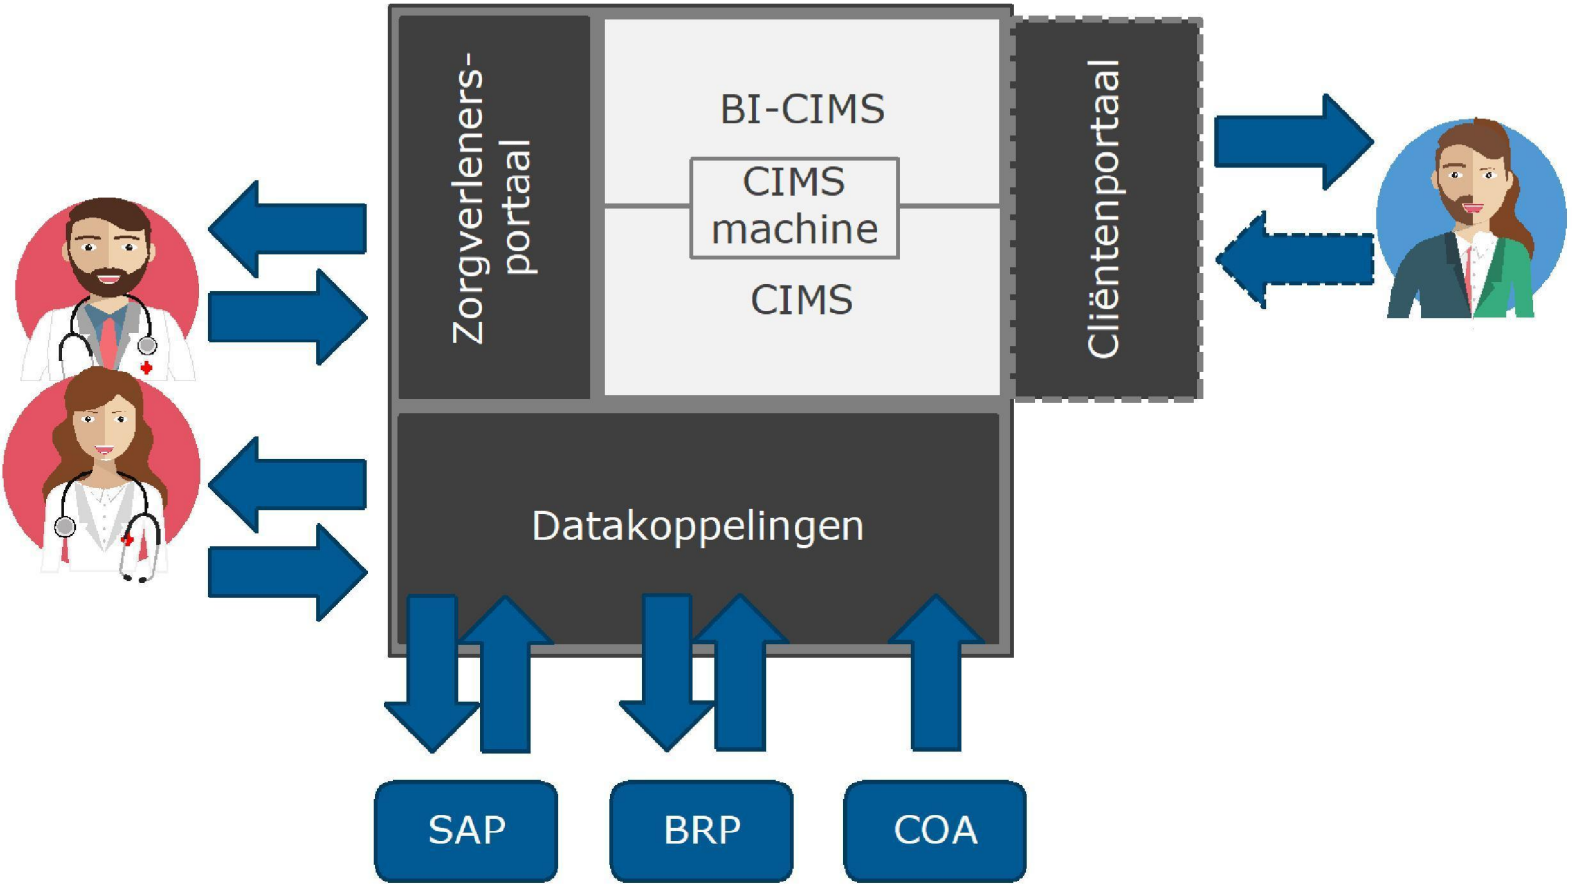 Zorgverleners-
portaal
BI-CIMS
CIMS
machine
CIMS
Cliëntenportaal
Datakoppelingen
SAP
BRP
COA